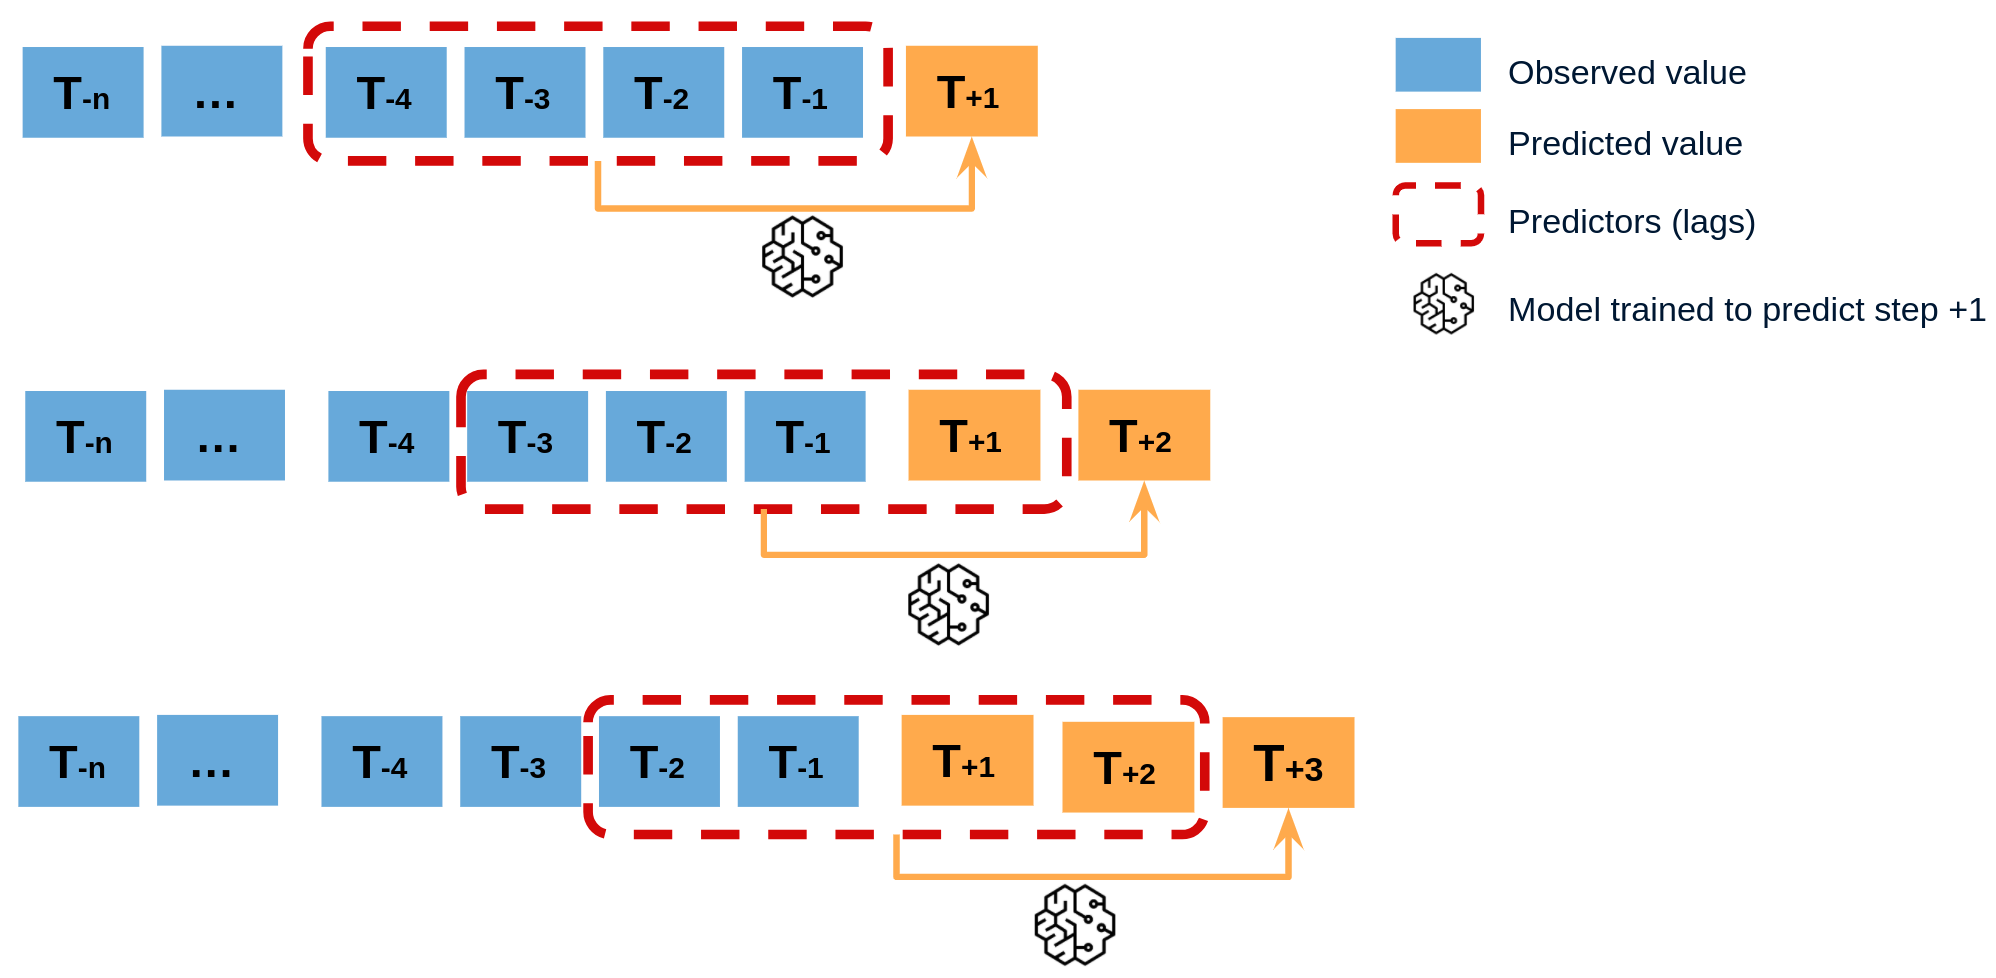 T-n ... T-4 T-3 T-2 T-1 T+1
Observed value
Predicted value
Predictors (lags)
Model trained to predict step +1
T-n ... T-4 T-3 T-2 T-1 T+1 T+2
T-n ... T-4 T-3 T-2 T-1 T+1 T+2 T+3